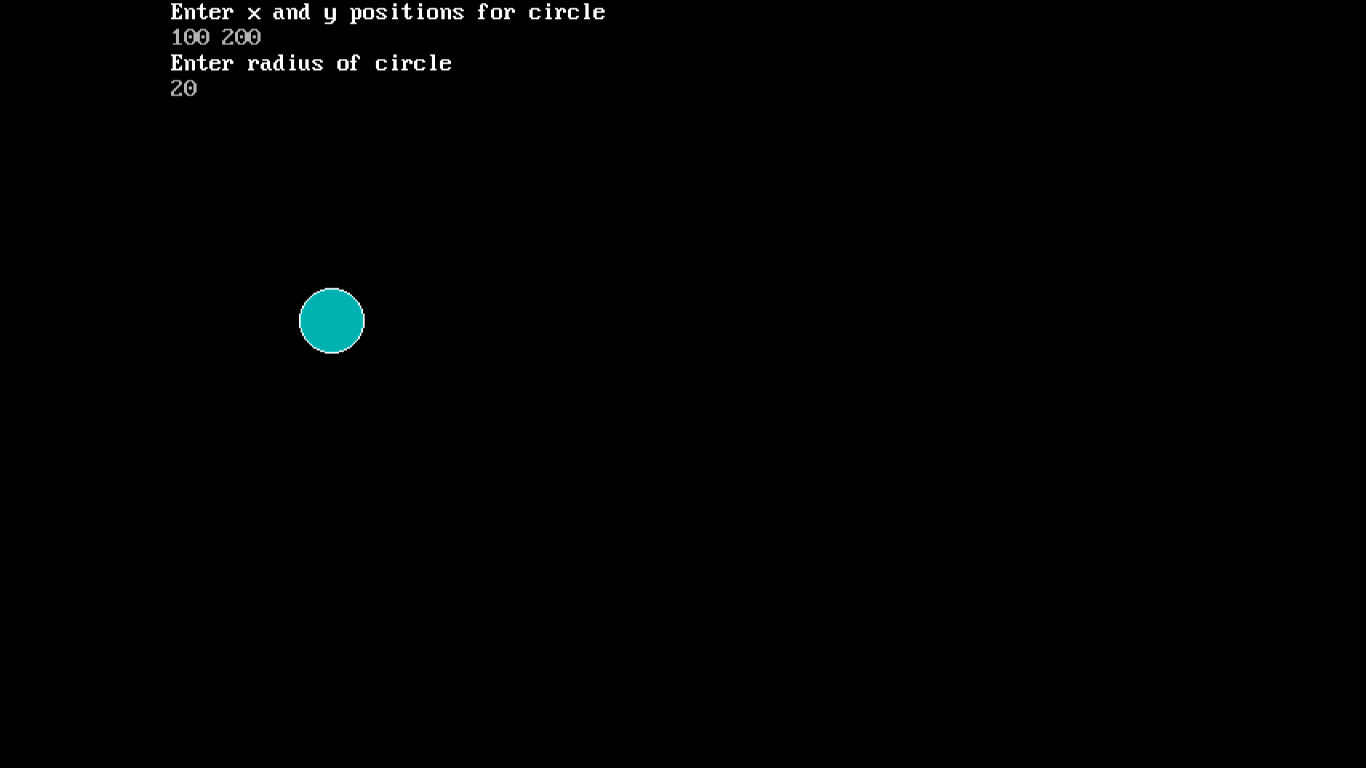 Enter x and y positions for circle
100 200
Enter radius of circle
20